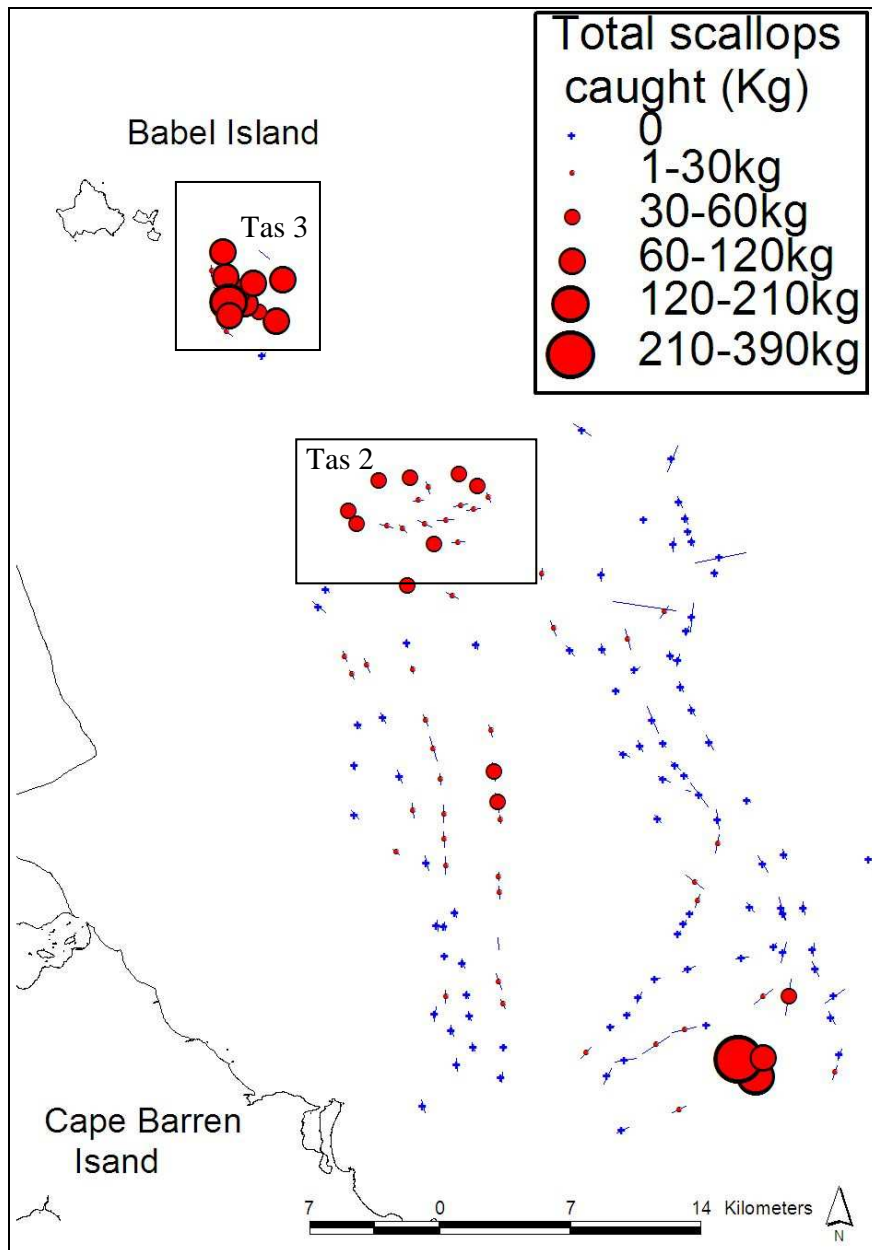 Total scallops
caught (Kg)
0
1-30kg
30-60kg
60-120kg
120-210kg
210-390kg
Babel Island
Tas 3
Tas 2
Cape Barren
Isand
7 0 7 14 Kilometers
N